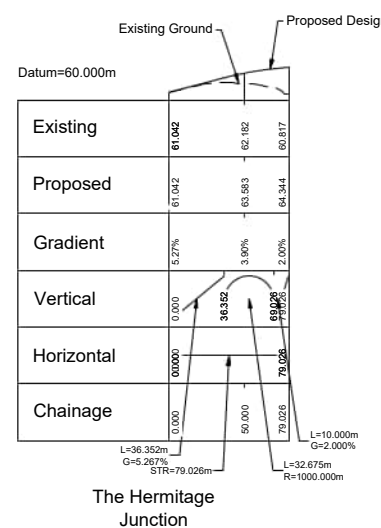 Proposed Desig
Existing Ground
Datum=60.000m
Existing 61.042 62.182 60.817
Proposed 61.042 63.583 64.344
Gradient 5.27% 3.90% 2.00%
Vertical 0.000 36.352 69.026 79.026
Horizontal 79.026
Chainage 0.000 50.000 79.026
L=36.352m
G=5.267%
STR=79.026m
L=10.000m
G=2.000%
L=32.675m
R=1000.000m
The Hermitage
Junction